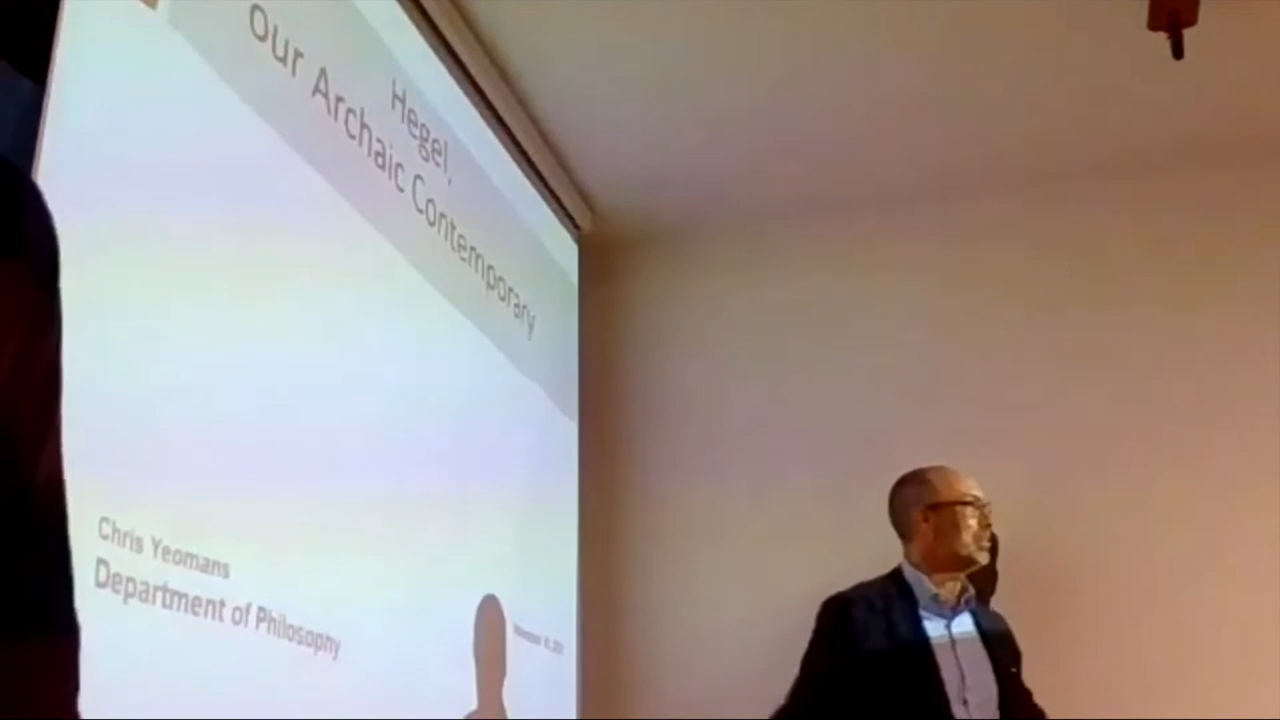 Hegel,
Our Archaic Contemporary
Chris Yeomans
Department of Philosophy